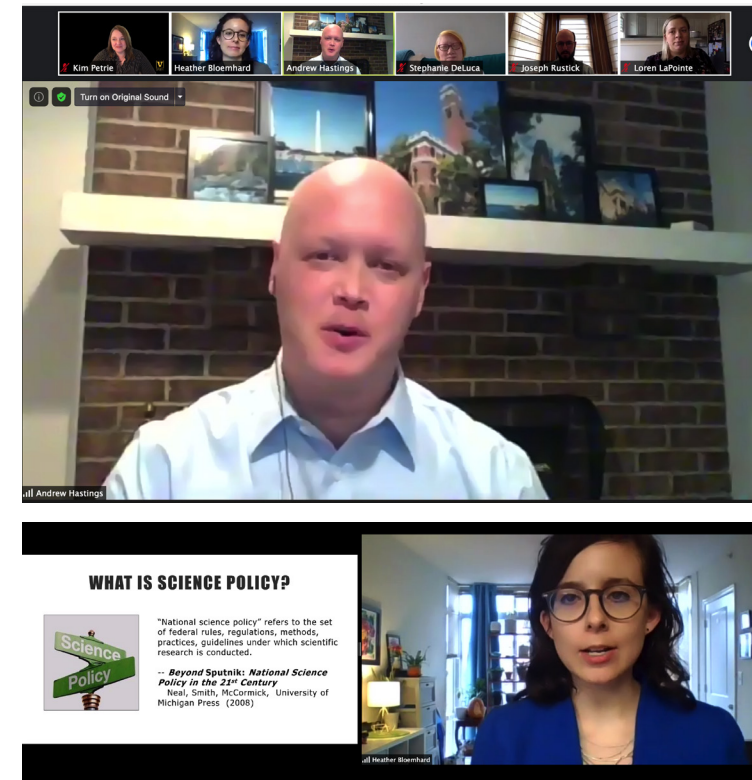 Kim Petrie
V
Heather Bloemhard
Andrew Hastings
Stephanie DeLuca
Joseph Rustick
Loren LaPointe
Turn on Original Sound
Andrew Hastings
WHAT IS SCIENCE POLICY?
Science
Policy
"National science policy" refers to the set
of federal rules, regulations, methods,
practices, guidelines under which scientific
research is conducted.
-- Beyond Sputnik: National Science
Policy in the 21st Century
Neal, Smith, McCormick, University of
Michigan Press (2008)
Heather Bloemhard